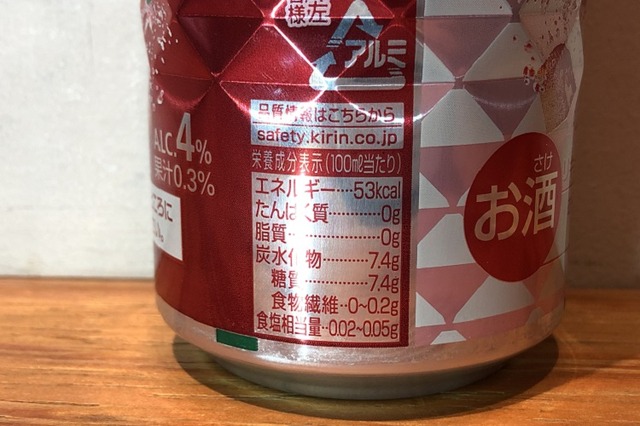 様左
アルミ
ALC.4%
果汁0.3%
ころに
品質情報はこちらから
safety.kirin.co.jp
栄養成分表示(100mℓ当たり)
エネルギー…53kcal
たんぱく質………0g
脂質……………0g
炭水化物………7.4g
糖質………7.4g
食物繊維…0~0.2g
食塩相当量…0.02~0.05g
さけ
お酒